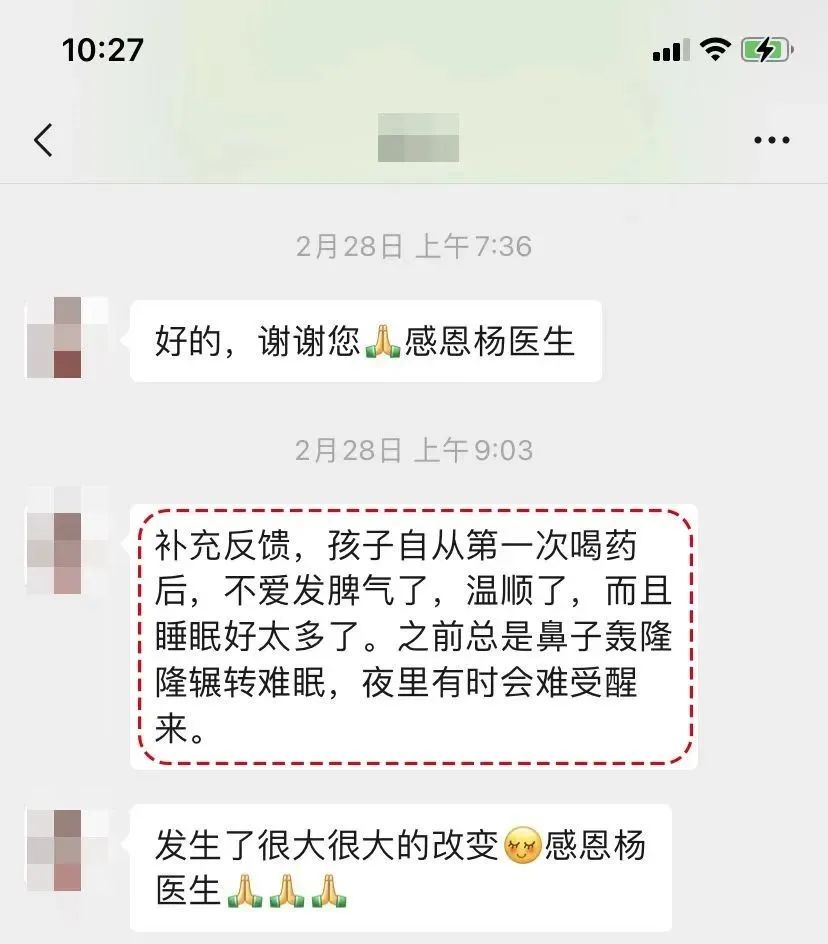 10:27
2月28日 上午7:36
好的，谢谢您🙏感恩杨医生
2月28日 上午9:03
补充反馈，孩子自从第一次喝药
后，不爱发脾气了，温顺了，而且
睡眠好太多了。之前总是鼻子轰隆
隆辗转难眠，夜里有时会难受醒
来。
发生了很大很大的改变😌感恩杨
医生🙏🙏🙏